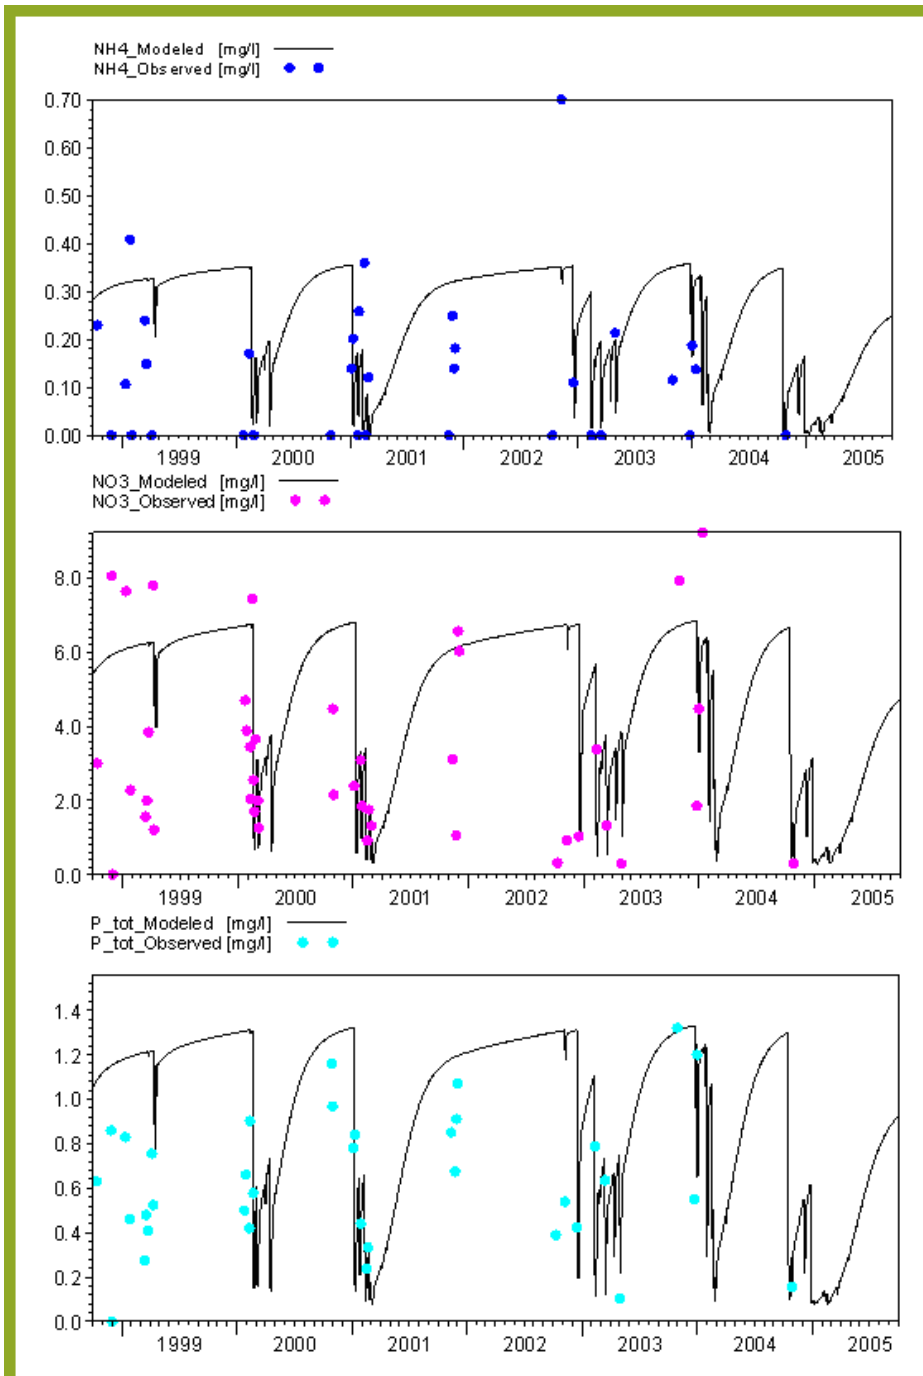 NH4_Modeled [mg/l]
NH4_Observed [mg/l]
0.70
0.60
0.50
0.40
0.30
0.20
0.10
0.00
1999 2000 2001 2002 2003 2004 2005
NO3_Modeled [mg/l]
NO3_Observed [mg/l]
8.0
6.0
4.0
2.0
0.0
1999 2000 2001 2002 2003 2004 2005
P_tot_Modeled [mg/l]
P_tot_Observed [mg/l]
1.4
1.2
1.0
0.8
0.6
0.4
0.2
0.0
1999 2000 2001 2002 2003 2004 2005